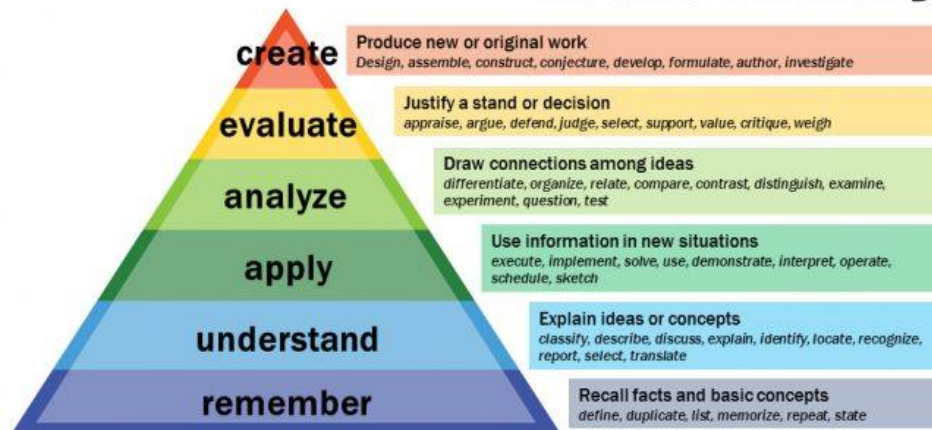 create
Produce new or original work
Design, assemble, construct, conjecture, develop, formulate, author, investigate
evaluate
Justify a stand or decision
appraise, argue, defend, judge, select, support, value, critique, weigh
analyze
Draw connections among ideas
differentiate, organize, relate, compare, contrast, distinguish, examine,
experiment, question, test
apply
Use information in new situations
execute, implement, solve, use, demonstrate, interpret, operate,
schedule, sketch
understand
Explain ideas or concepts
classify, describe, discuss, explain, identify, locate, recognize,
report, select, translate
remember
Recall facts and basic concepts
define, duplicate, list, memorize, repeat, state